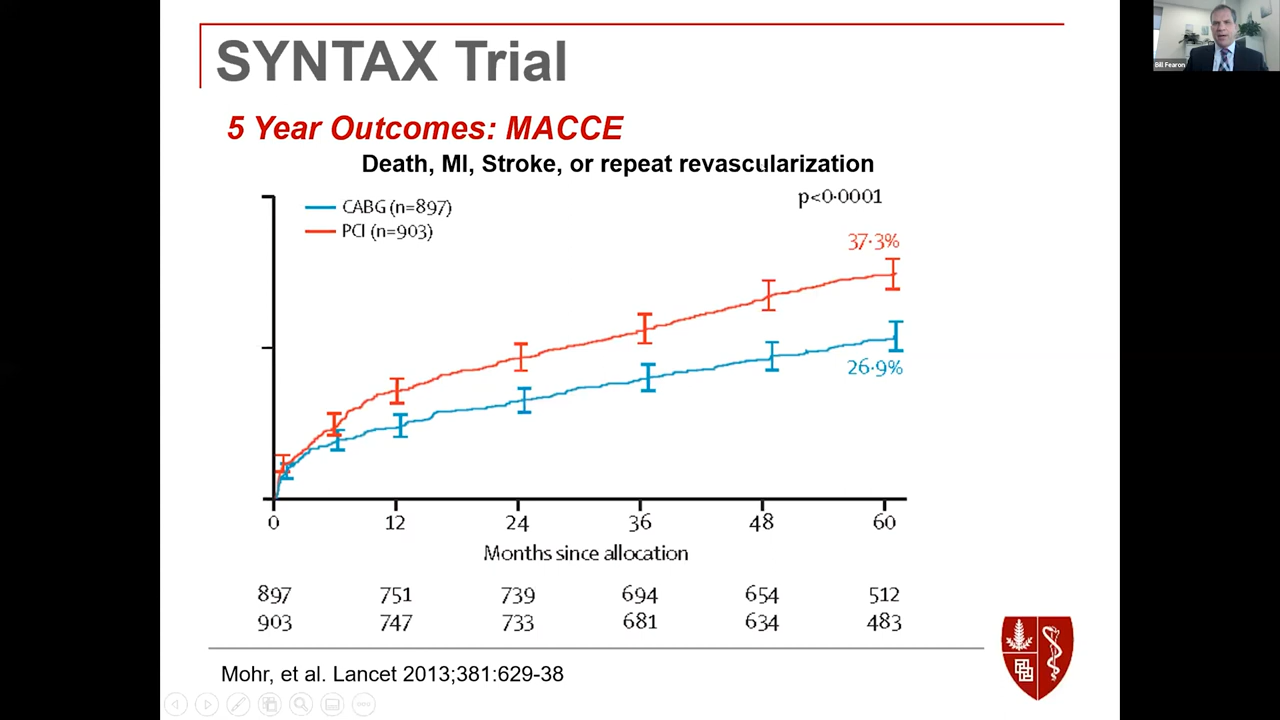 SYNTAX Trial
Bill Fearon
5 Year Outcomes: MACCE
Death, MI, Stroke, or repeat revascularization
p<0·0001
CABG (n=897)
PCI (n=903)
37·3%
26·9%
0 12 24 36 48 60
Months since allocation
897 751 739 694 654 512
903 747 733 681 634 483
Mohr, et al. Lancet 2013;381:629-38